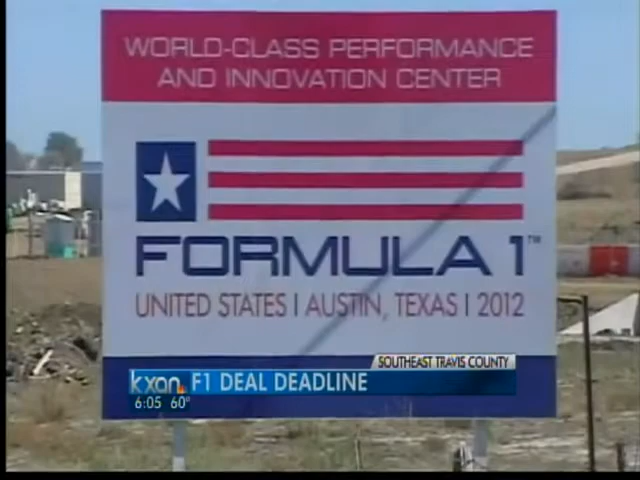 WORLD-CLASS PERFORMANCE
AND INNOVATION CENTER
FORMULA 1™
UNITED STATES | AUSTIN, TEXAS | 2012
SOUTHEAST TRAVIS COUNTY
kxan F1 DEAL DEADLINE
6:05 60°